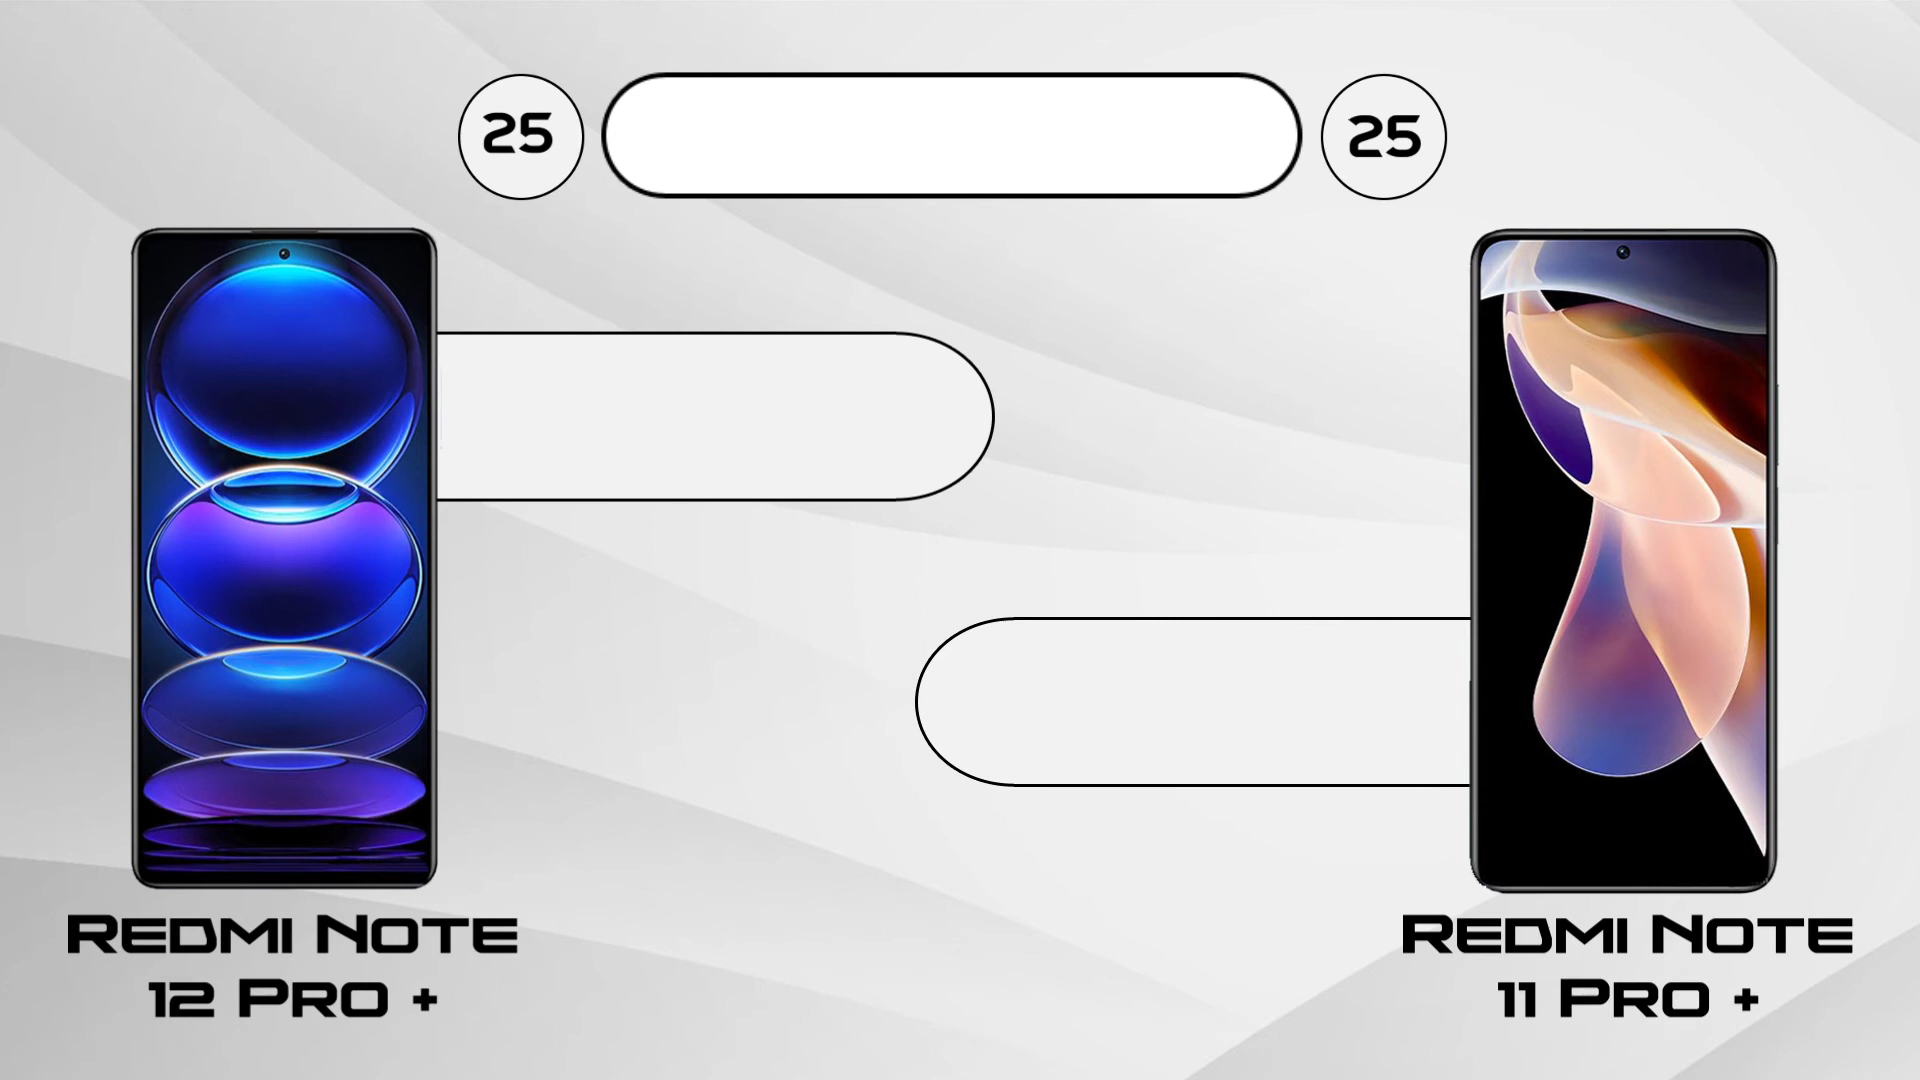 25
25
REDMI NOTE
12 PRO +
REDMI NOTE
11 PRO +